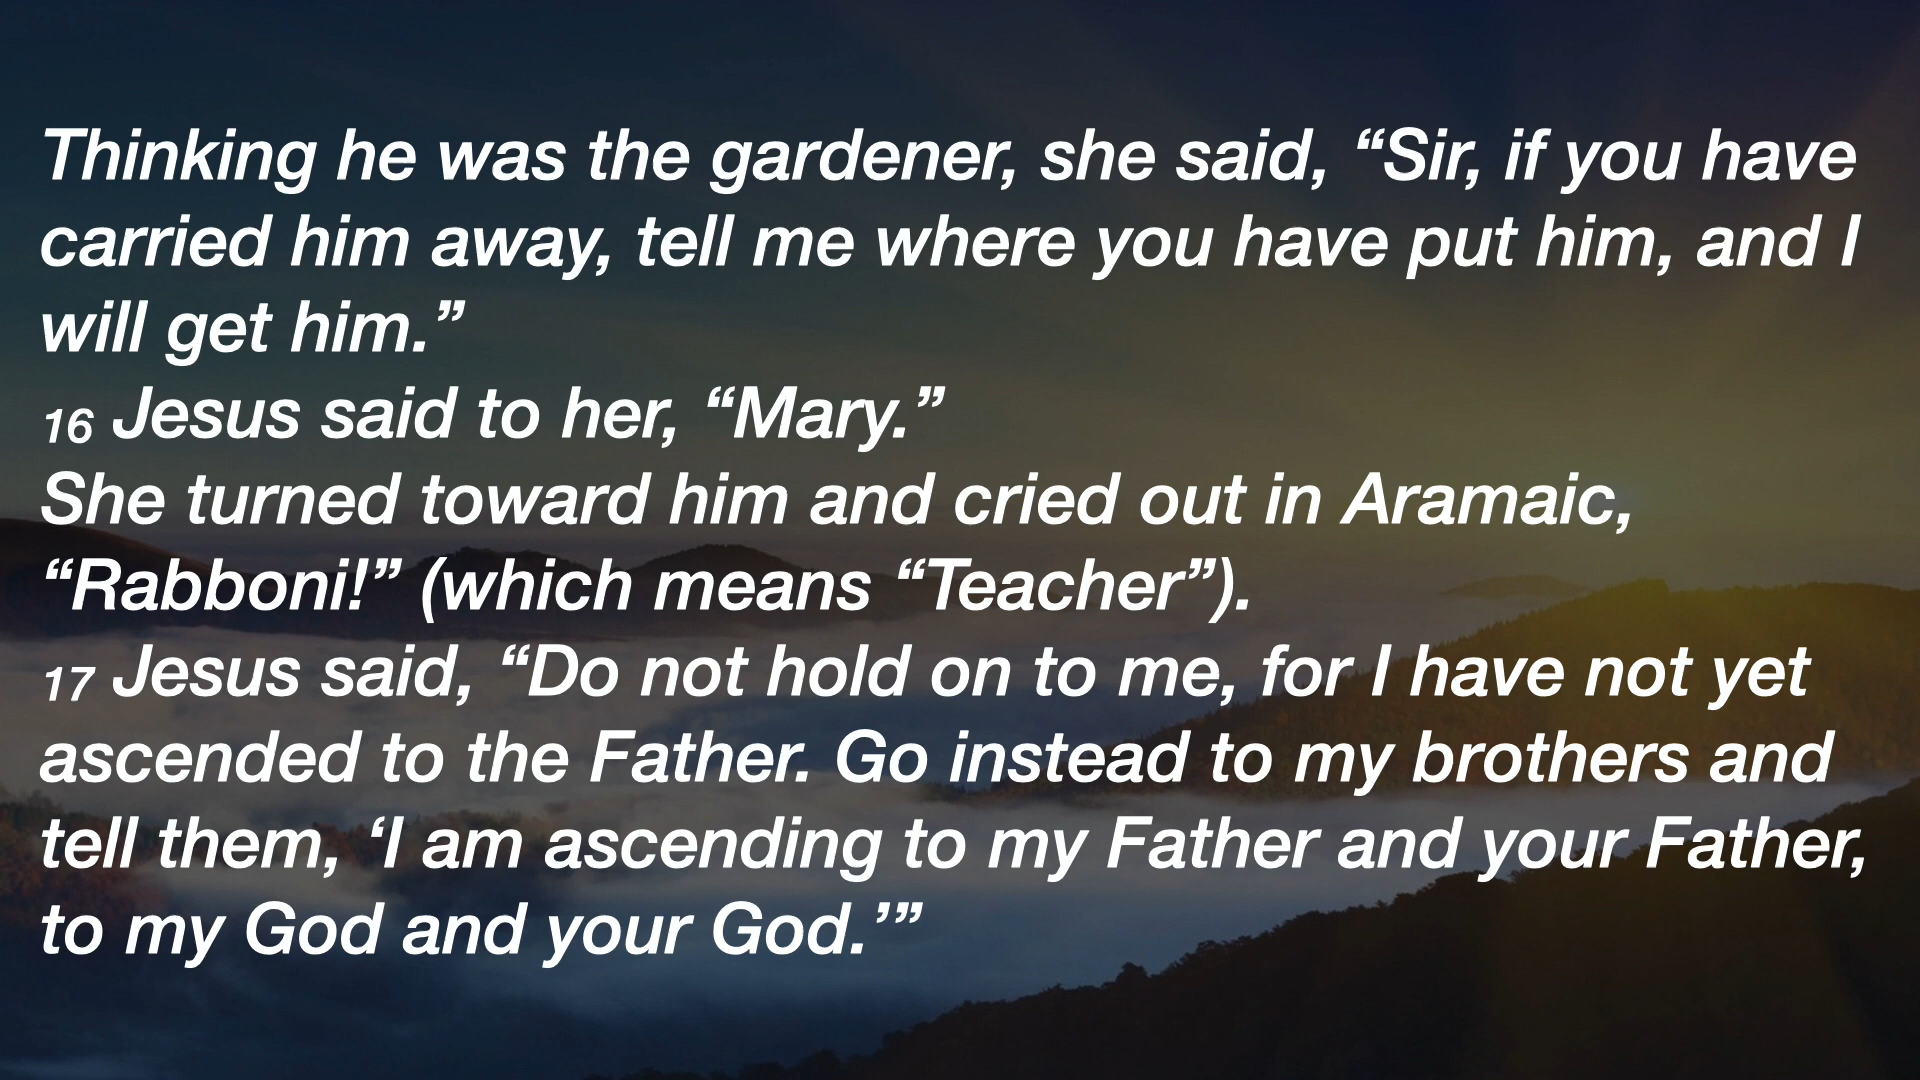 Thinking he was the gardener, she said, “Sir, if you have
carried him away, tell me where you have put him, and I
will get him.”
16 Jesus said to her, “Mary.”
She turned toward him and cried out in Aramaic,
“Rabboni!” (which means “Teacher”).
17 Jesus said, “Do not hold on to me, for I have not yet
ascended to the Father. Go instead to my brothers and
tell them, ‘I am ascending to my Father and your Father,
to my God and your God.’”